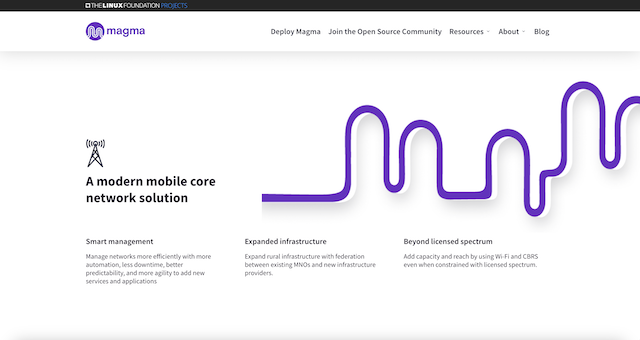 THE LINUX FOUNDATION PROJECTS
magma
Deploy Magma Join the Open Source Community Resources About Blog
A modern mobile core
network solution
Smart management
Manage networks more efficiently with more
automation, less downtime, better
predictability, and more agility to add new
services and applications
Expanded infrastructure
Expand rural infrastructure with federation
between existing MNOs and new infrastructure
providers.
Beyond licensed spectrum
Add capacity and reach by using Wi-Fi and CBRS
even when constrained with licensed spectrum.